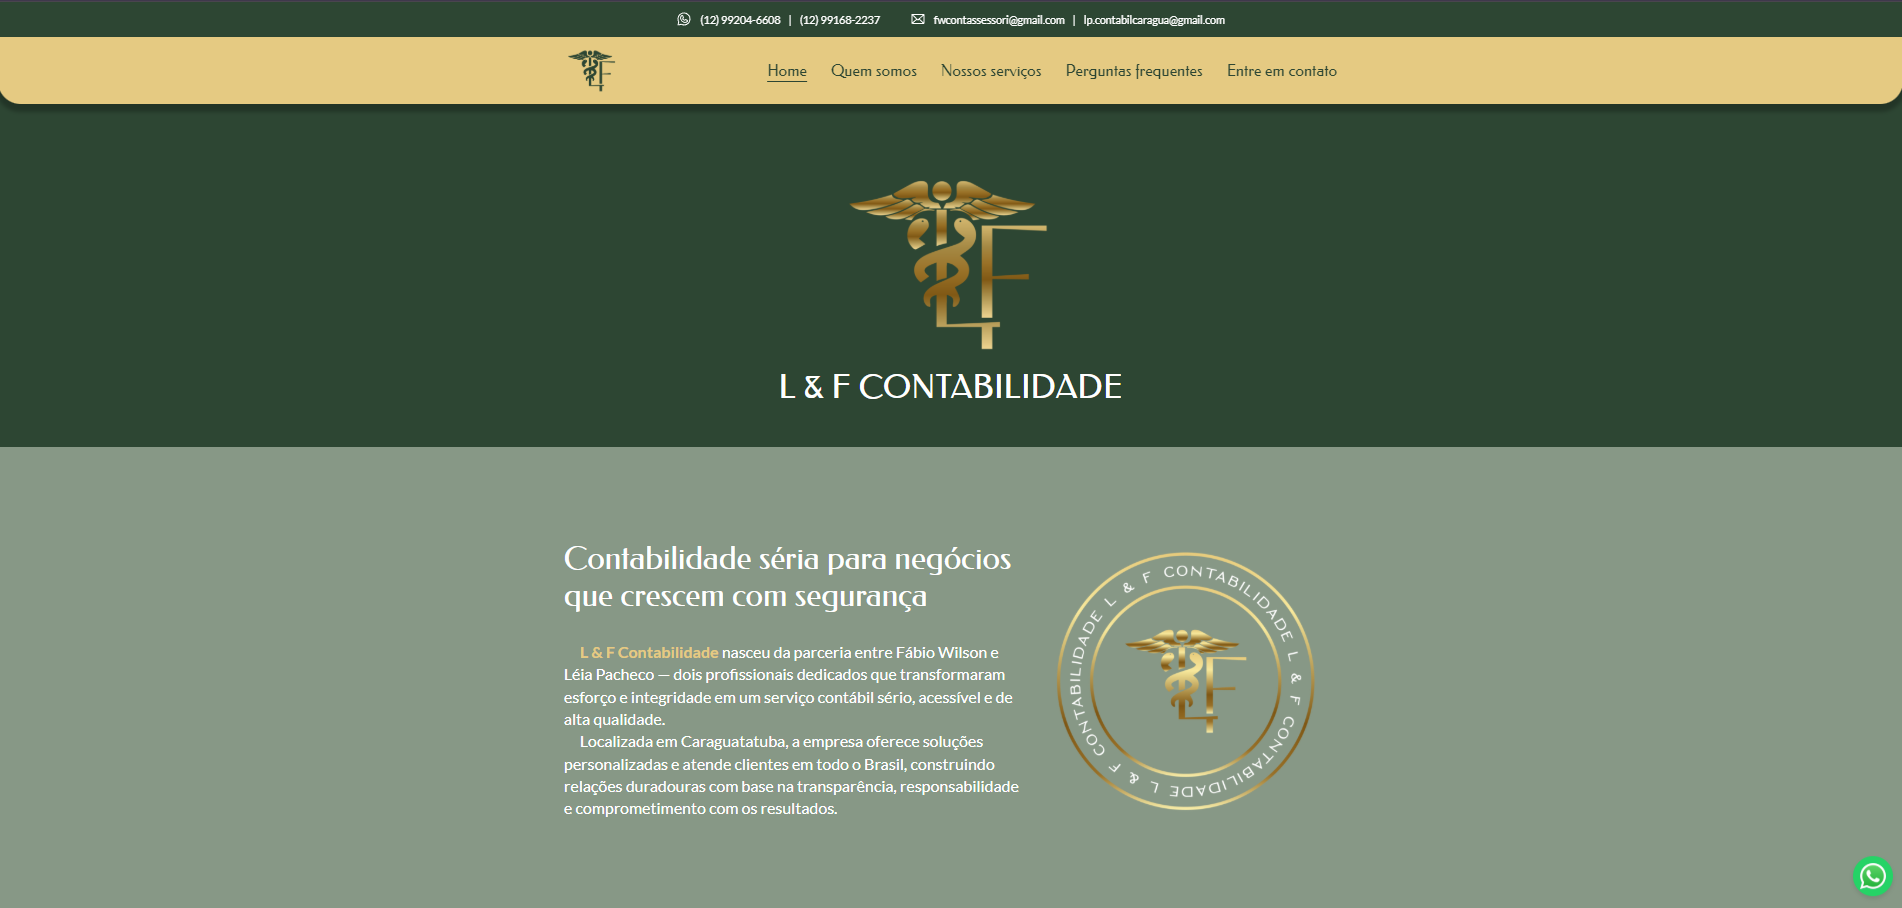 (12) 99204-6608 | (12) 99168-2237 fwcontassessori@gmail.com | lp.contabilcaragua@gmail.com
LF Home Quem somos Nossos serviços Perguntas frequentes Entre em contato
LF
L & F CONTABILIDADE
Contabilidade séria para negócios
que crescem com segurança
L & F Contabilidade nasceu da parceria entre Fábio Wilson e
Léia Pacheco — dois profissionais dedicados que transformaram
esforço e integridade em um serviço contábil sério, acessível e de
alta qualidade.
Localizada em Caraguatatuba, a empresa oferece soluções
personalizadas e atende clientes em todo o Brasil, construindo
relações duradouras com base na transparência, responsabilidade
e comprometimento com os resultados.
L & F CONTABILIDADE L & F CONTABILIDADE L & F CONTABILIDADE
LF